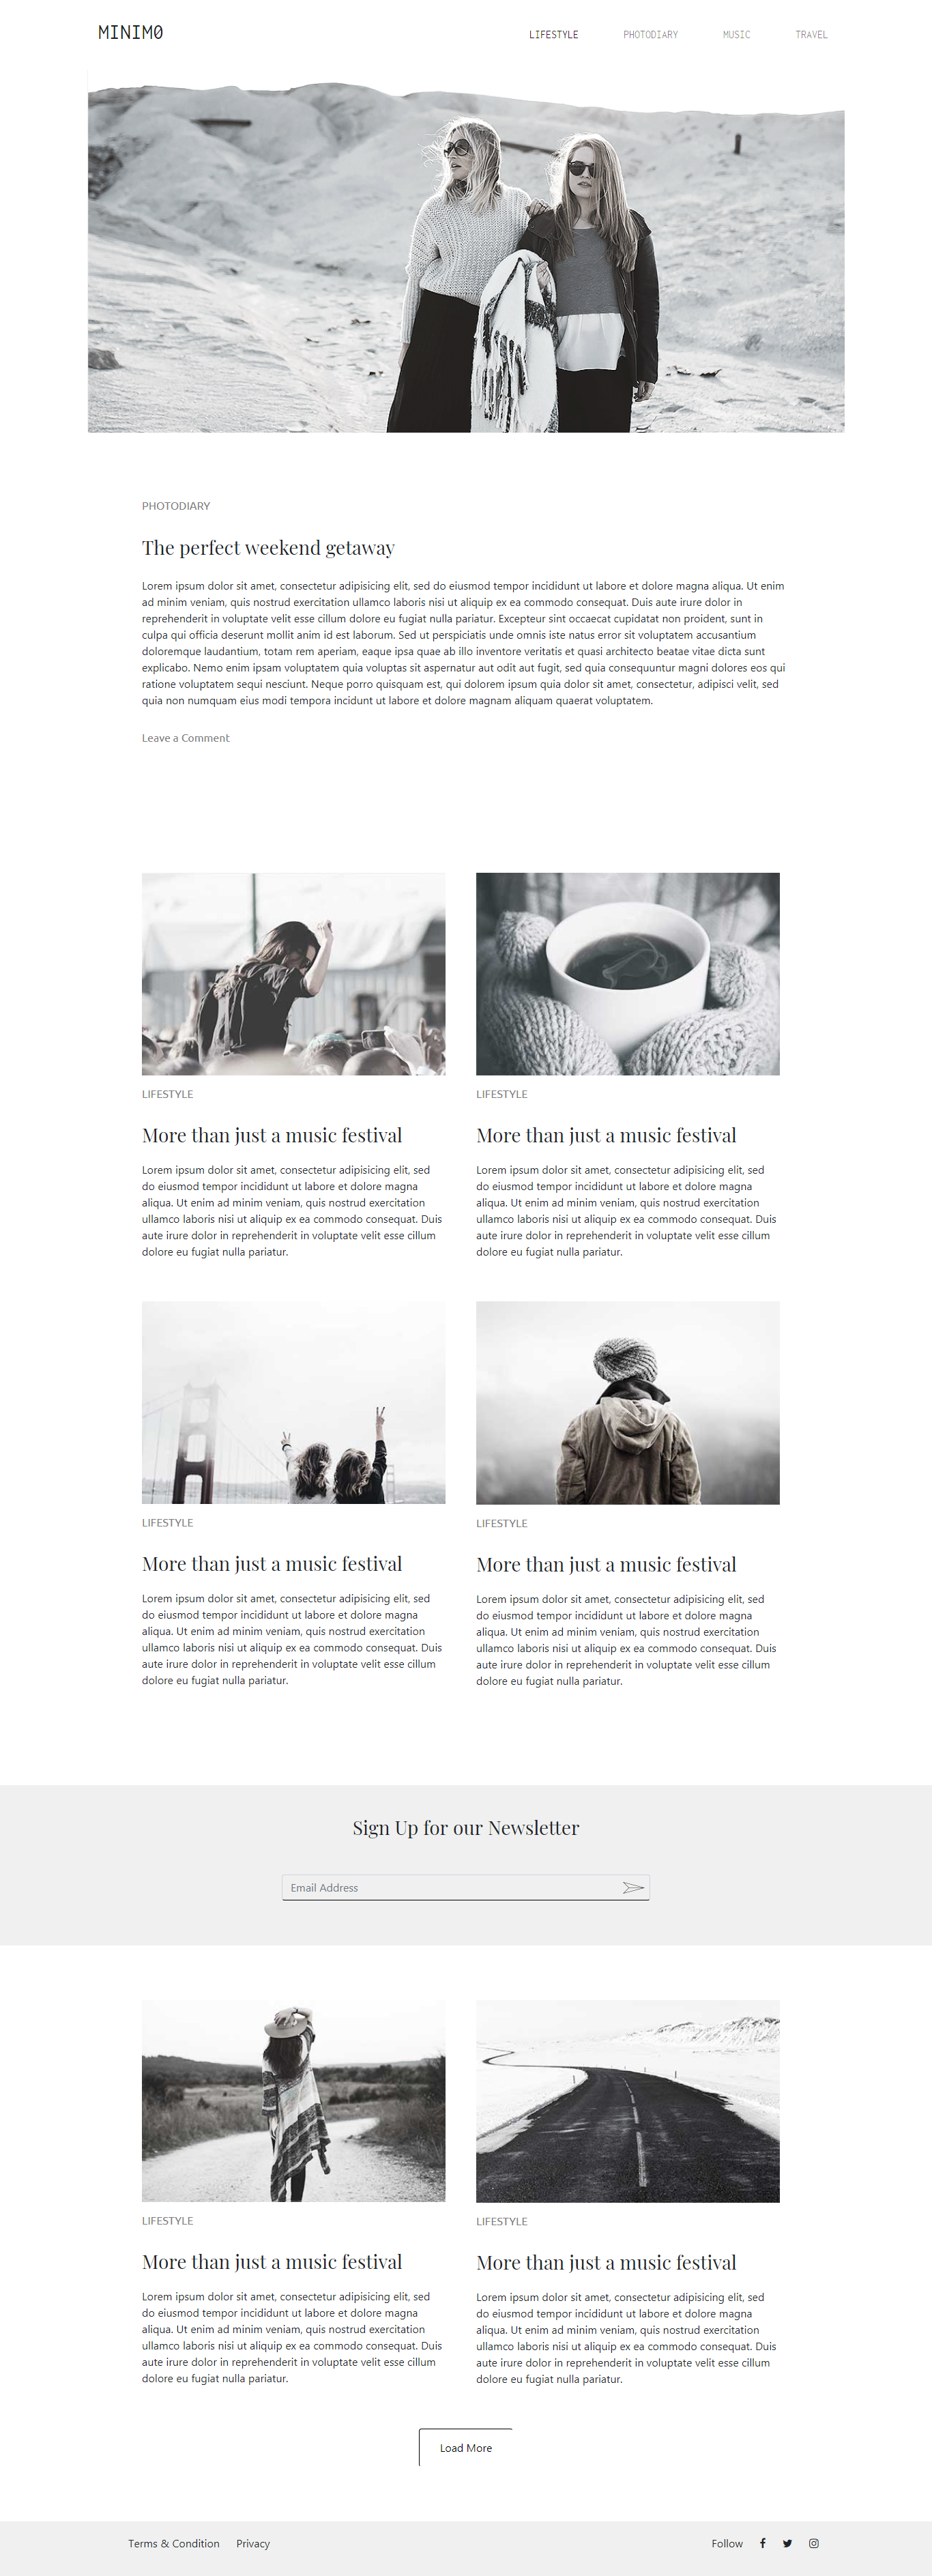 MINIMO
LIFESTYLE PHOTODIARY MUSIC TRAVEL
PHOTODIARY
The perfect weekend getaway
Lorem ipsum dolor sit amet, consectetur adipisicing elit, sed do eiusmod tempor incididunt ut labore et dolore magna aliqua. Ut enim
ad minim veniam, quis nostrud exercitation ullamco laboris nisi ut aliquip ex ea commodo consequat. Duis aute irure dolor in
reprehenderit in voluptate velit esse cillum dolore eu fugiat nulla pariatur. Excepteur sint occaecat cupidatat non proident, sunt in
culpa qui officia deserunt mollit anim id est laborum. Sed ut perspiciatis unde omnis iste natus error sit voluptatem accusantium
doloremque laudantium, totam rem aperiam, eaque ipsa quae ab illo inventore veritatis et quasi architecto beatae vitae dicta sunt
explicabo. Nemo enim ipsam voluptatem quia voluptas sit aspernatur aut odit aut fugit, sed quia consequuntur magni dolores eos qui
ratione voluptatem sequi nesciunt. Neque porro quisquam est, qui dolorem ipsum quia dolor sit amet, consectetur, adipisci velit, sed
quia non numquam eius modi tempora incidunt ut labore et dolore magnam aliquam quaerat voluptatem.
Leave a Comment
LIFESTYLE
More than just a music festival
Lorem ipsum dolor sit amet, consectetur adipisicing elit, sed
do eiusmod tempor incididunt ut labore et dolore magna
aliqua. Ut enim ad minim veniam, quis nostrud exercitation
ullamco laboris nisi ut aliquip ex ea commodo consequat. Duis
aute irure dolor in reprehenderit in voluptate velit esse cillum
dolore eu fugiat nulla pariatur.
LIFESTYLE
More than just a music festival
Lorem ipsum dolor sit amet, consectetur adipisicing elit, sed
do eiusmod tempor incididunt ut labore et dolore magna
aliqua. Ut enim ad minim veniam, quis nostrud exercitation
ullamco laboris nisi ut aliquip ex ea commodo consequat. Duis
aute irure dolor in reprehenderit in voluptate velit esse cillum
dolore eu fugiat nulla pariatur.
LIFESTYLE
More than just a music festival
Lorem ipsum dolor sit amet, consectetur adipisicing elit, sed
do eiusmod tempor incididunt ut labore et dolore magna
aliqua. Ut enim ad minim veniam, quis nostrud exercitation
ullamco laboris nisi ut aliquip ex ea commodo consequat. Duis
aute irure dolor in reprehenderit in voluptate velit esse cillum
dolore eu fugiat nulla pariatur.
LIFESTYLE
More than just a music festival
Lorem ipsum dolor sit amet, consectetur adipisicing elit, sed
do eiusmod tempor incididunt ut labore et dolore magna
aliqua. Ut enim ad minim veniam, quis nostrud exercitation
ullamco laboris nisi ut aliquip ex ea commodo consequat. Duis
aute irure dolor in reprehenderit in voluptate velit esse cillum
dolore eu fugiat nulla pariatur.
Sign Up for our Newsletter
Email Address
LIFESTYLE
More than just a music festival
Lorem ipsum dolor sit amet, consectetur adipisicing elit, sed
do eiusmod tempor incididunt ut labore et dolore magna
aliqua. Ut enim ad minim veniam, quis nostrud exercitation
ullamco laboris nisi ut aliquip ex ea commodo consequat. Duis
aute irure dolor in reprehenderit in voluptate velit esse cillum
dolore eu fugiat nulla pariatur.
LIFESTYLE
More than just a music festival
Lorem ipsum dolor sit amet, consectetur adipisicing elit, sed
do eiusmod tempor incididunt ut labore et dolore magna
aliqua. Ut enim ad minim veniam, quis nostrud exercitation
ullamco laboris nisi ut aliquip ex ea commodo consequat. Duis
aute irure dolor in reprehenderit in voluptate velit esse cillum
dolore eu fugiat nulla pariatur.
Load More
Terms & Condition Privacy Follow